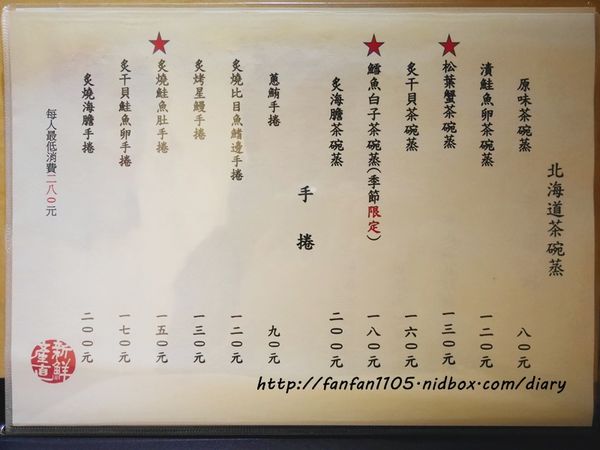 北海道茶碗蒸
原味茶碗蒸 八〇元
漬鮭魚卵茶碗蒸 一二〇元
松葉蟹茶碗蒸 一三〇元
炙干貝茶碗蒸 一六〇元
鱈魚白子茶碗蒸(季節限定) 一八〇元
炙海膽茶碗蒸 二〇〇元
手捲
蔥鮪手捲 九〇元
炙燒比目魚鰭邊手捲 一二〇元
炙烤星鰻手捲 一三〇元
炙燒鮭魚肚手捲 一五〇元
炙干貝鮭魚卵手捲 一七〇元
炙燒海膽手捲 二〇〇元
每人最低消費二八〇元
新鮮
產直
http://fanfan1105.nidbox.com/diary